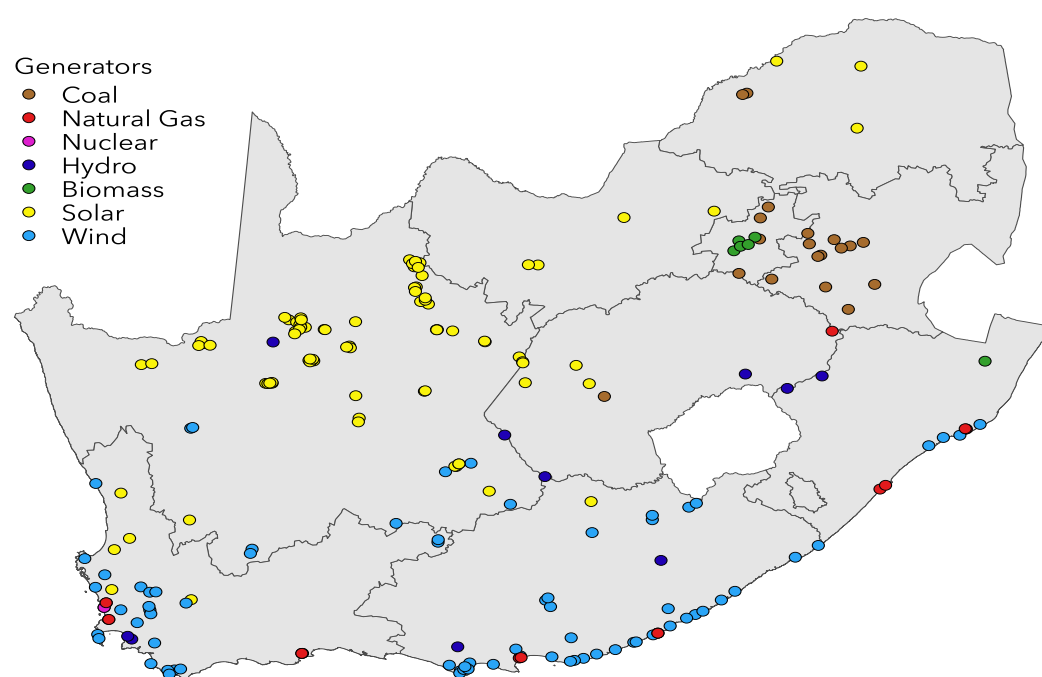 Generators
Coal
Natural Gas
Nuclear
Hydro
Biomass
Solar
Wind